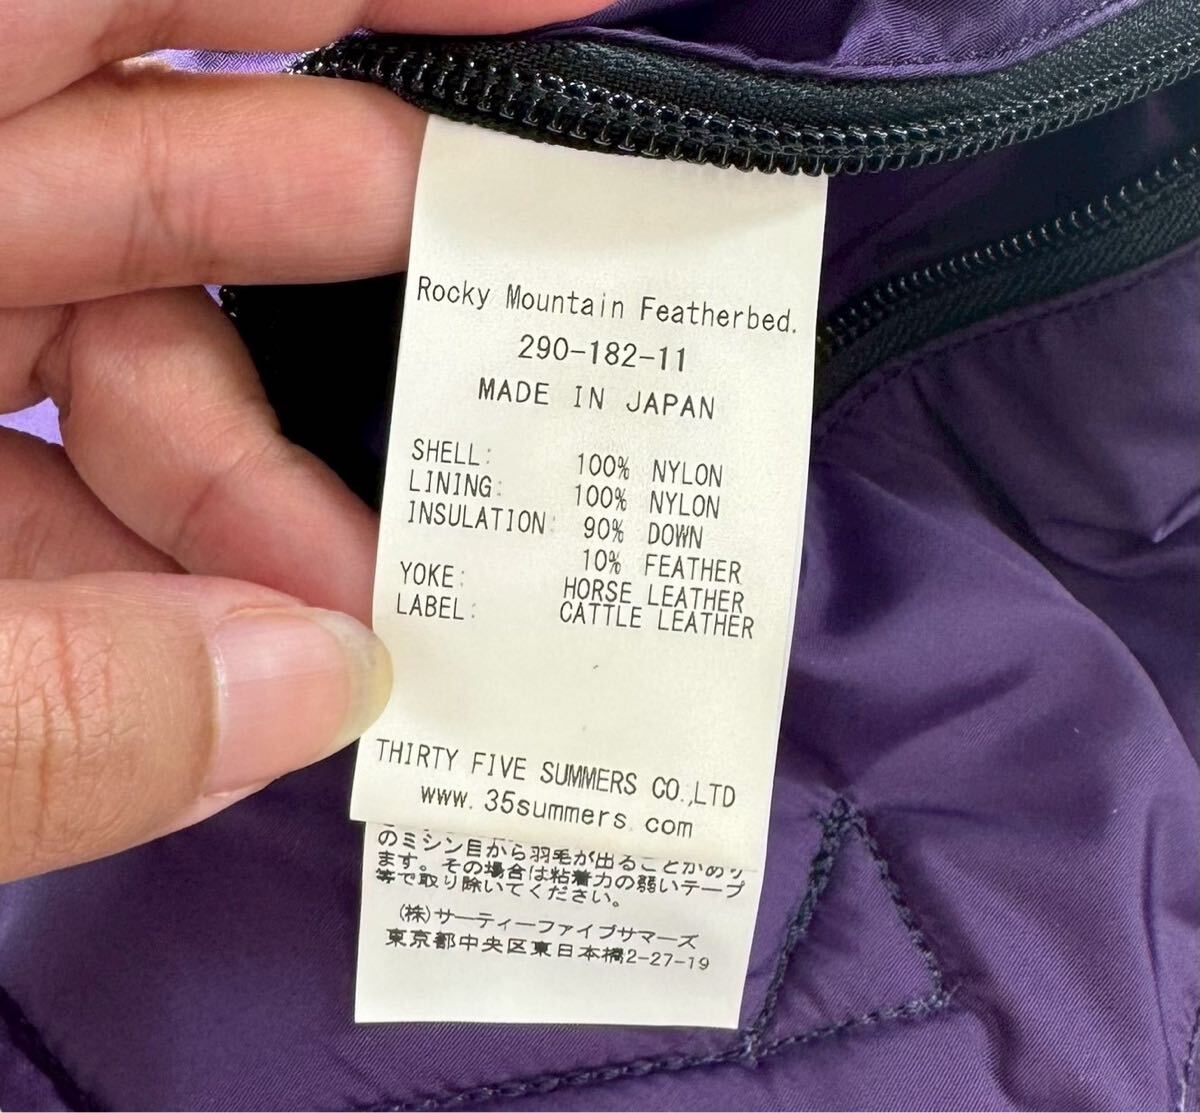 Rocky Mountain Featherbed.
290-182-11
MADE IN JAPAN
SHELL: 100% NYLON
LINING: 100% NYLON
INSULATION: 90% DOWN
10% FEATHER
YOKE: HORSE LEATHER
LABEL: CATTLE LEATHER
THIRTY FIVE SUMMERS CO.,LTD
www.35summers.com
のミシン目から羽毛が出ることがあり
ます。その場合は粘着力の弱いテープ
等で取り除いてください。
(株)サーティーファイブサマーズ
東京都中央区東日本橋2-27-19